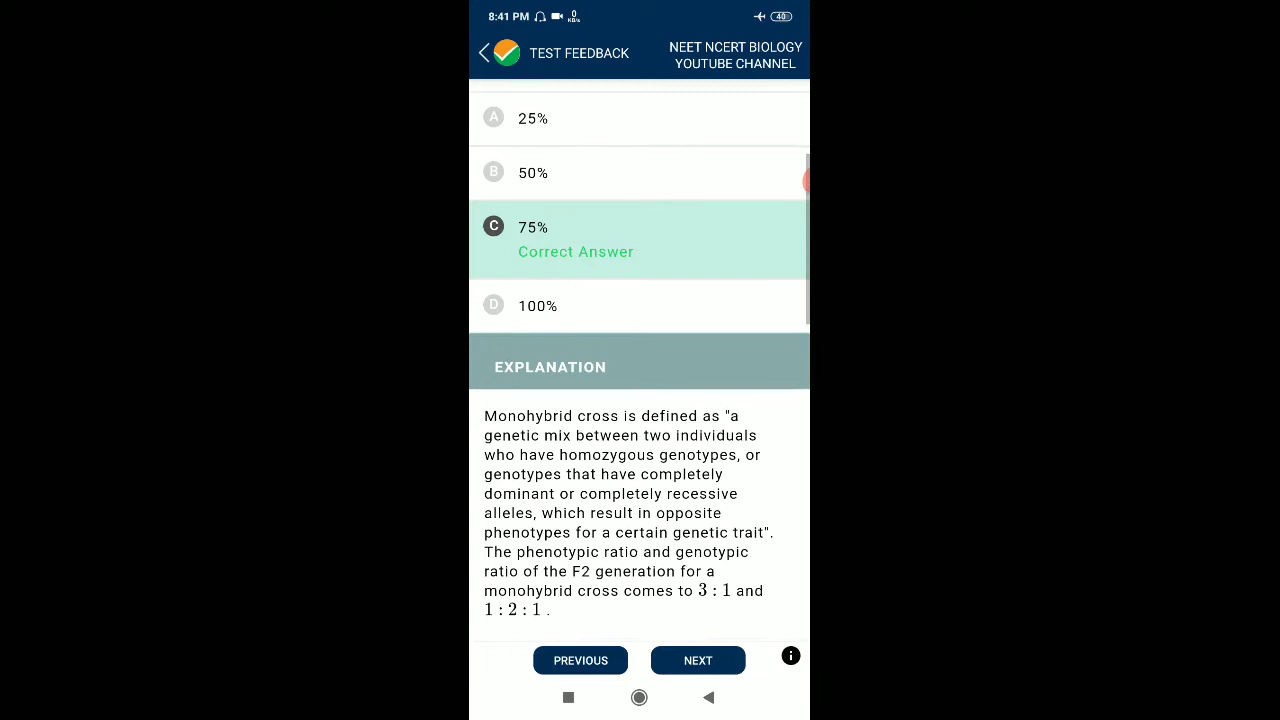 8:41 PM 0 KB/s 40
TEST FEEDBACK
NEET NCERT BIOLOGY
YOUTUBE CHANNEL
A 25%
B 50%
C 75%
Correct Answer
D 100%
EXPLANATION
Monohybrid cross is defined as "a
genetic mix between two individuals
who have homozygous genotypes, or
genotypes that have completely
dominant or completely recessive
alleles, which result in opposite
phenotypes for a certain genetic trait".
The phenotypic ratio and genotypic
ratio of the F2 generation for a
monohybrid cross comes to 3 : 1 and
1 : 2 : 1 .
PREVIOUS NEXT i